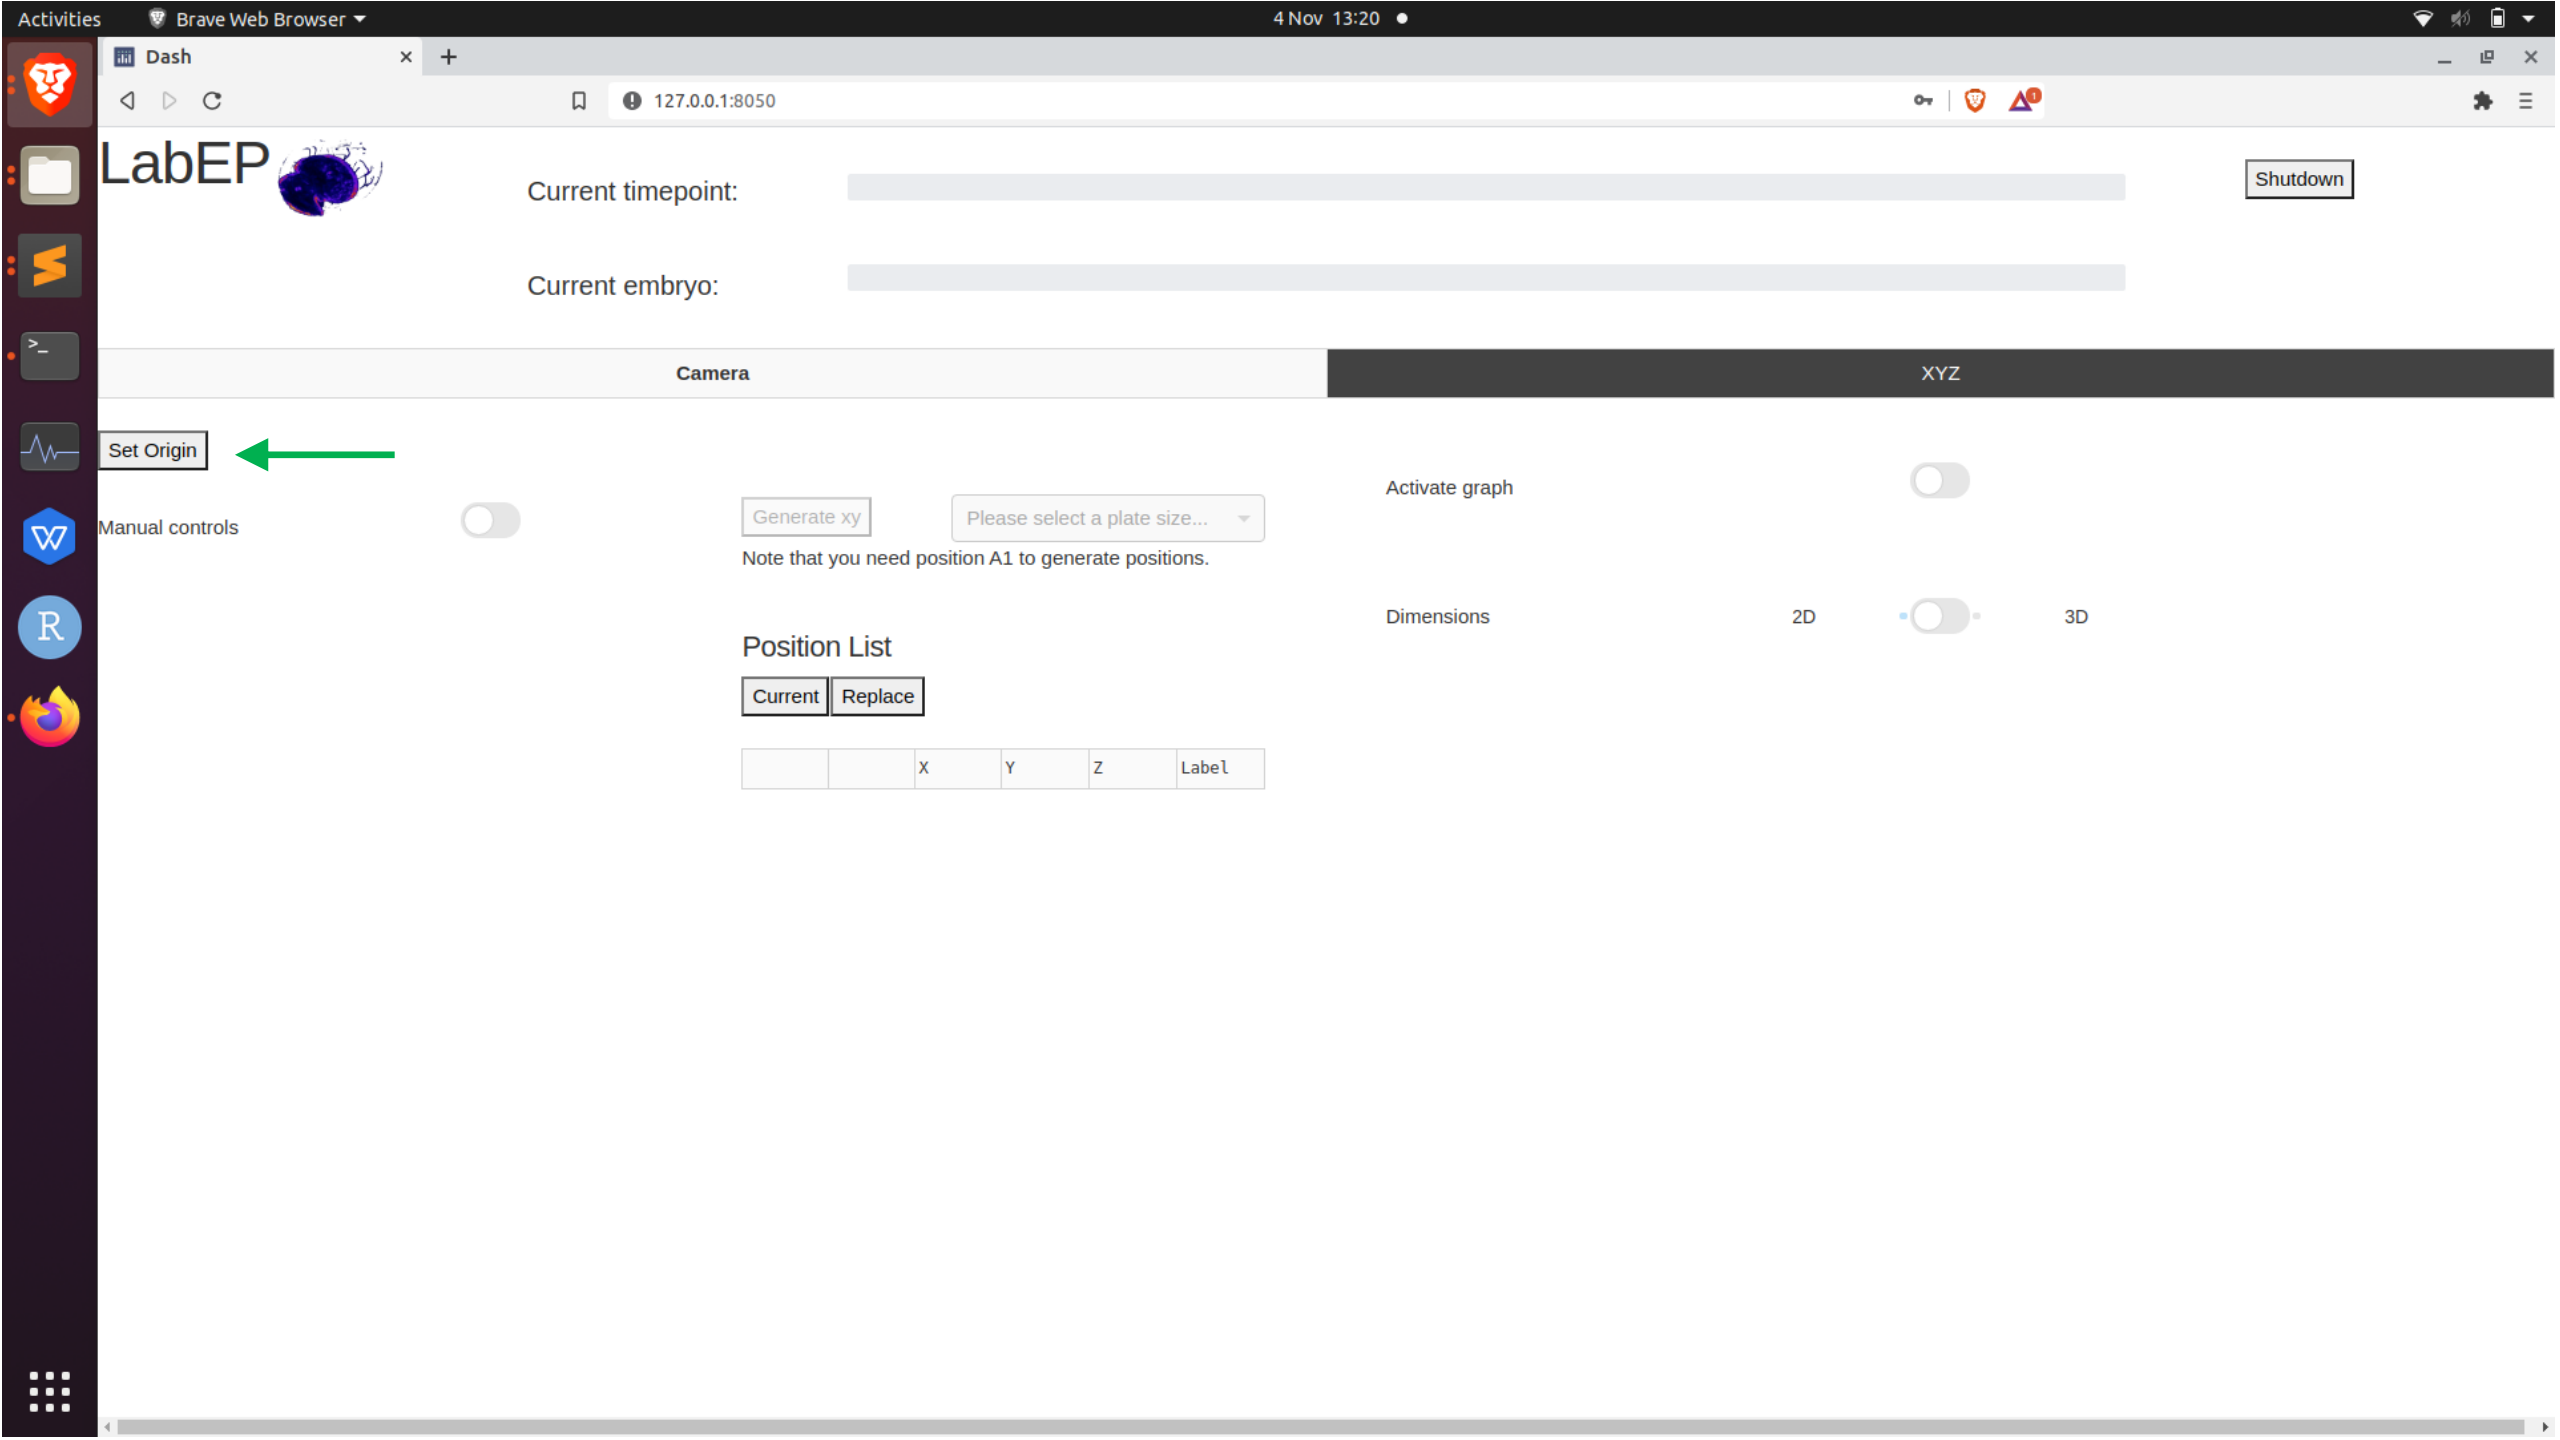 Activities Brave Web Browser 4 Nov 13:20
Dash
127.0.0.1:8050
1
LabEP
Current timepoint:
Shutdown
Current embryo:
Camera XYZ
Set Origin
Activate graph
Manual controls
Generate xy Please select a plate size...
Note that you need position A1 to generate positions.
Dimensions 2D 3D
Position List
Current Replace
X Y Z Label
R